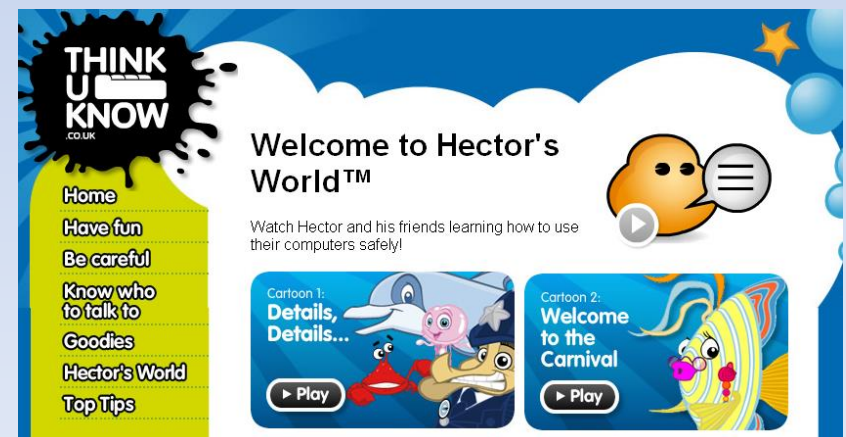 THINK
U
KNOW
.CO.UK
Home
Have fun
Be careful
Know who
to talk to
Goodies
Hector's World
Top Tips
Welcome to Hector's
World™
Watch Hector and his friends learning how to use
their computers safely!
Cartoon 1:
Details,
Details...
Play
Cartoon 2:
Welcome
to the
Carnival
Play